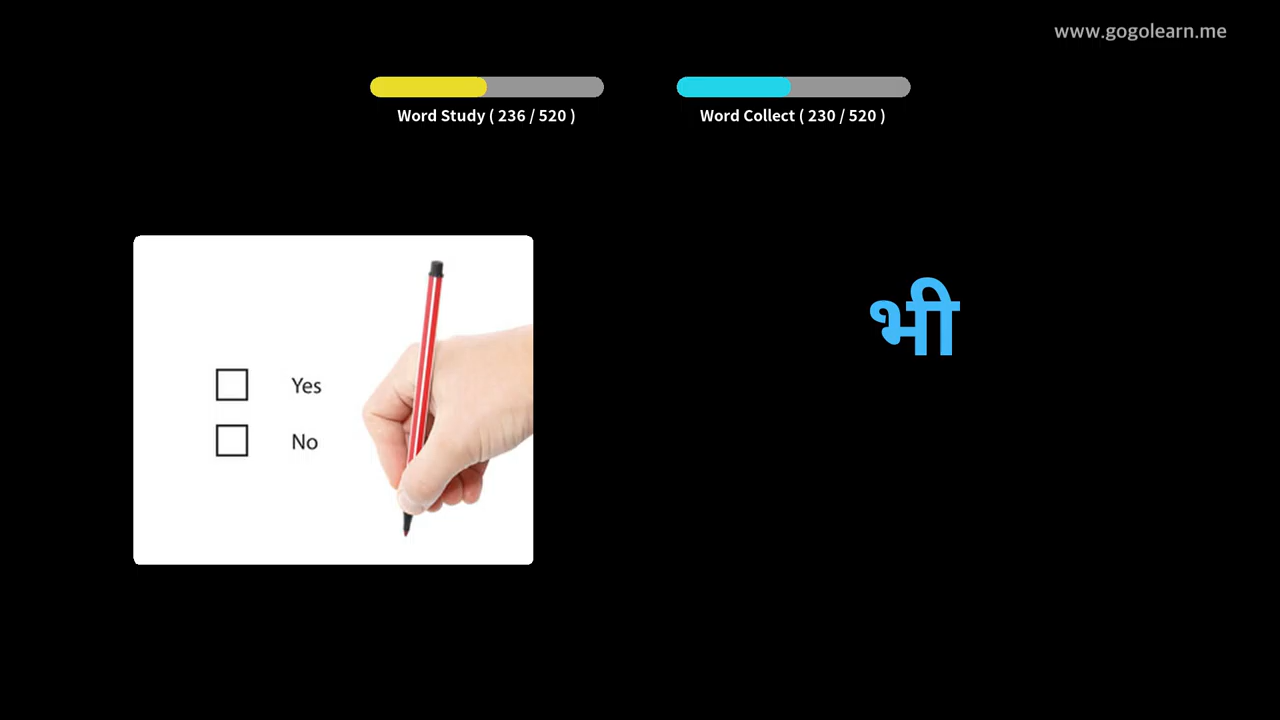 www.gogolearn.me
Word Study ( 236 / 520 )
Word Collect ( 230 / 520 )
भी
Yes
No